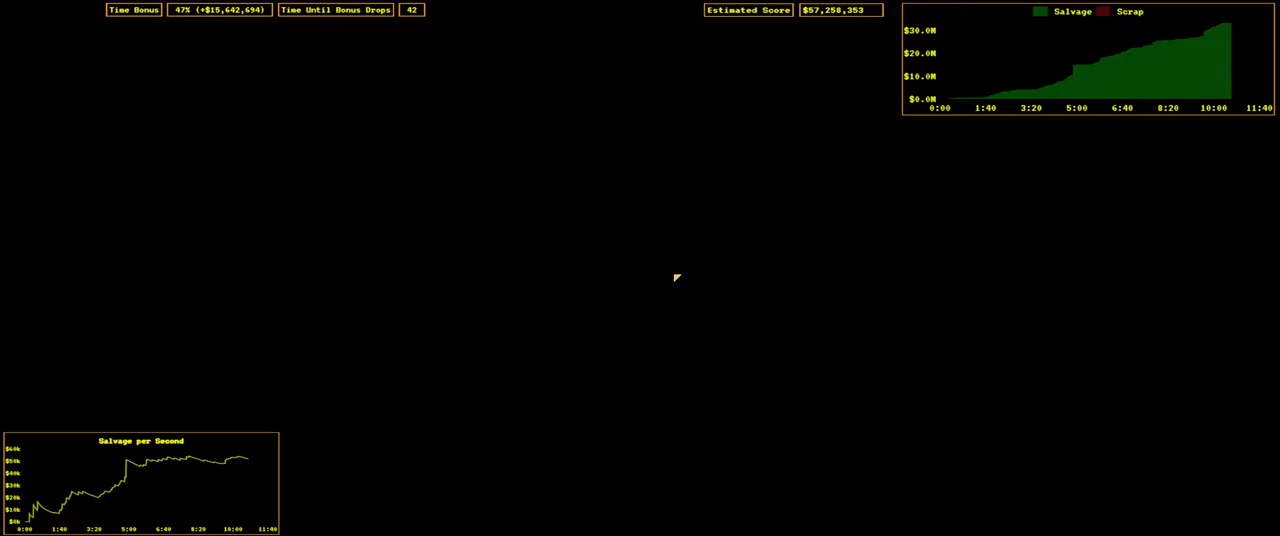 Time Bonus 47% (+$15,642,694) Time Until Bonus Drops 42 Estimated Score $57,258,353
Salvage Scrap
$30.0M
$20.0M
$10.0M
$0.0M
0:00 1:40 3:20 5:00 6:40 8:20 10:00 11:40
Salvage per Second
$60k
$50k
$40k
$30k
$20k
$10k
$0k
0:00 1:40 3:20 5:00 6:40 8:20 10:00 11:40